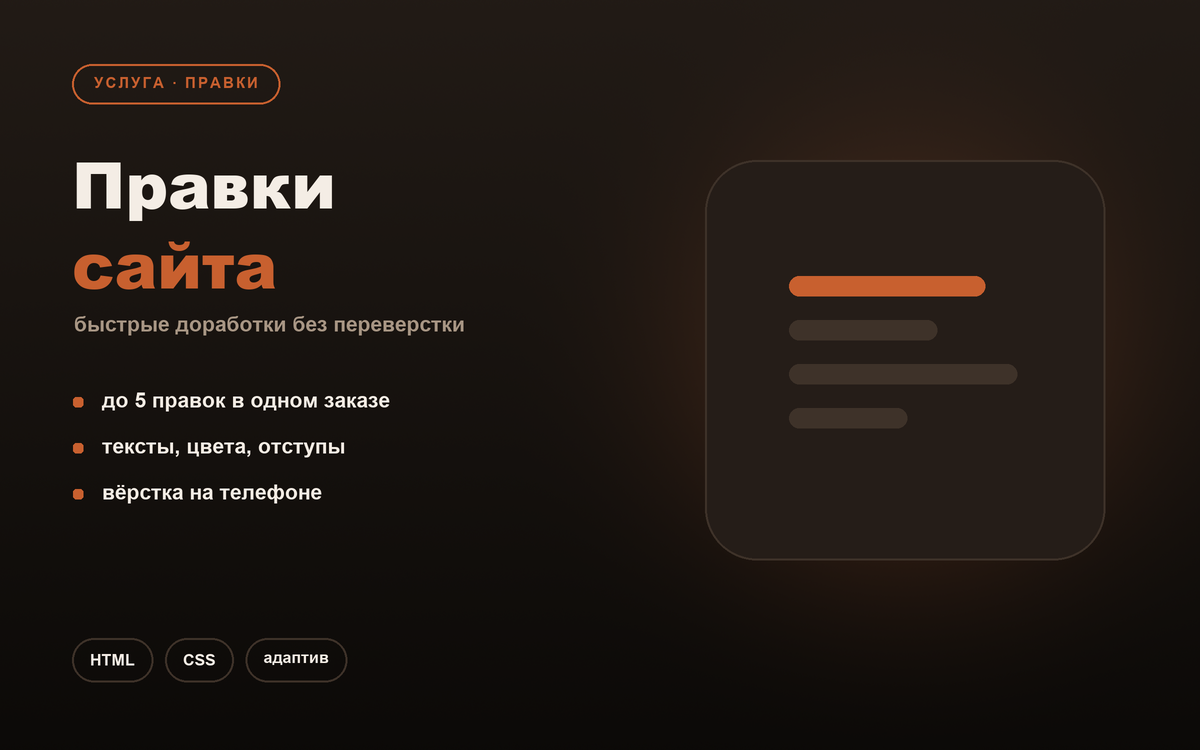 УСЛУГА · ПРАВКИ
Правки
сайта
быстрые доработки без переверстки
до 5 правок в одном заказе
тексты, цвета, отступы
вёрстка на телефоне
HTML CSS адаптив